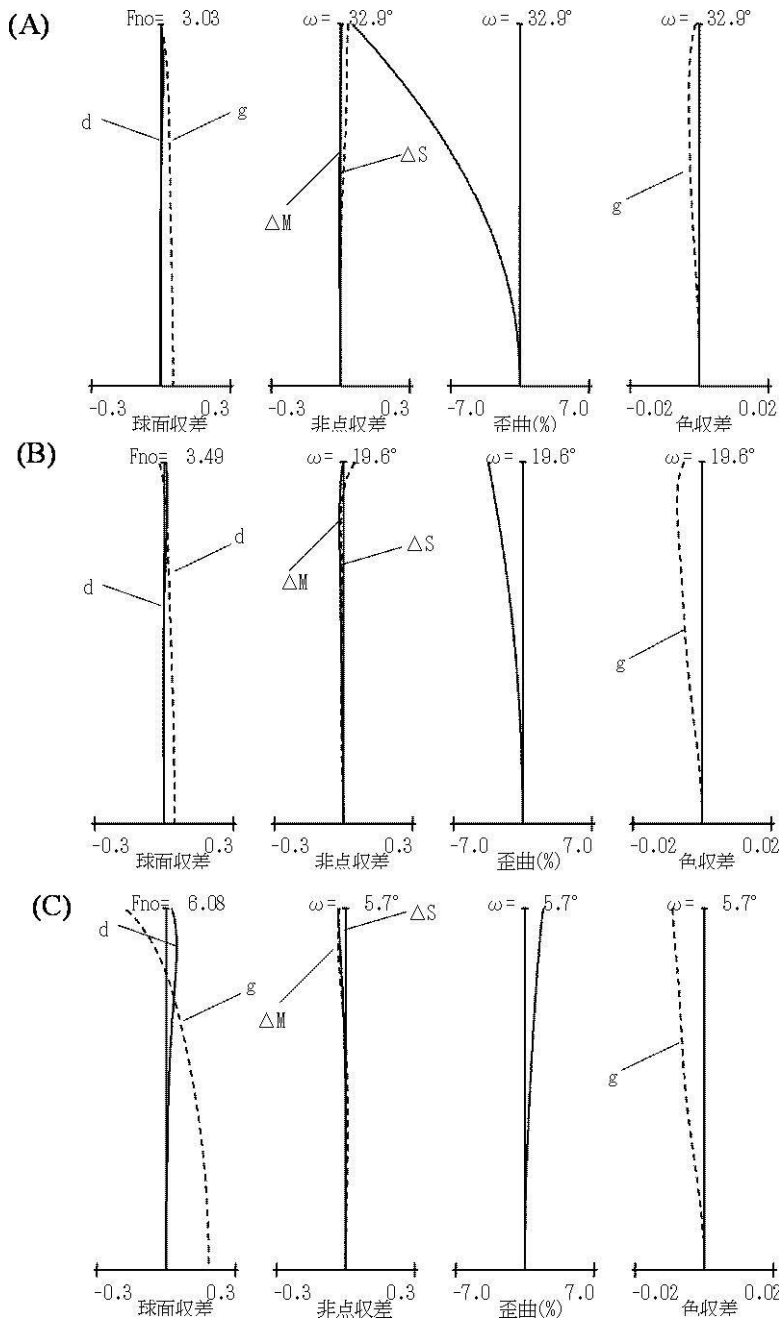 (A)
Fno= 3.03
ω= 32.9°
ω= 32.9°
ω= 32.9°
d
g
△S
△M
g
-0.3 0.3
球面収差
-0.3 0.3
非点収差
-7.0 7.0
歪曲(%)
-0.02 0.02
色収差
(B)
Fno= 3.49
ω= 19.6°
ω= 19.6°
ω= 19.6°
d
d
△S
△M
g
-0.3 0.3
球面収差
-0.3 0.3
非点収差
-7.0 7.0
歪曲(%)
-0.02 0.02
色収差
(C)
Fno= 6.08
ω= 5.7°
ω= 5.7°
ω= 5.7°
d
g
△S
△M
g
-0.3 0.3
球面収差
-0.3 0.3
非点収差
-7.0 7.0
歪曲(%)
-0.02 0.02
色収差